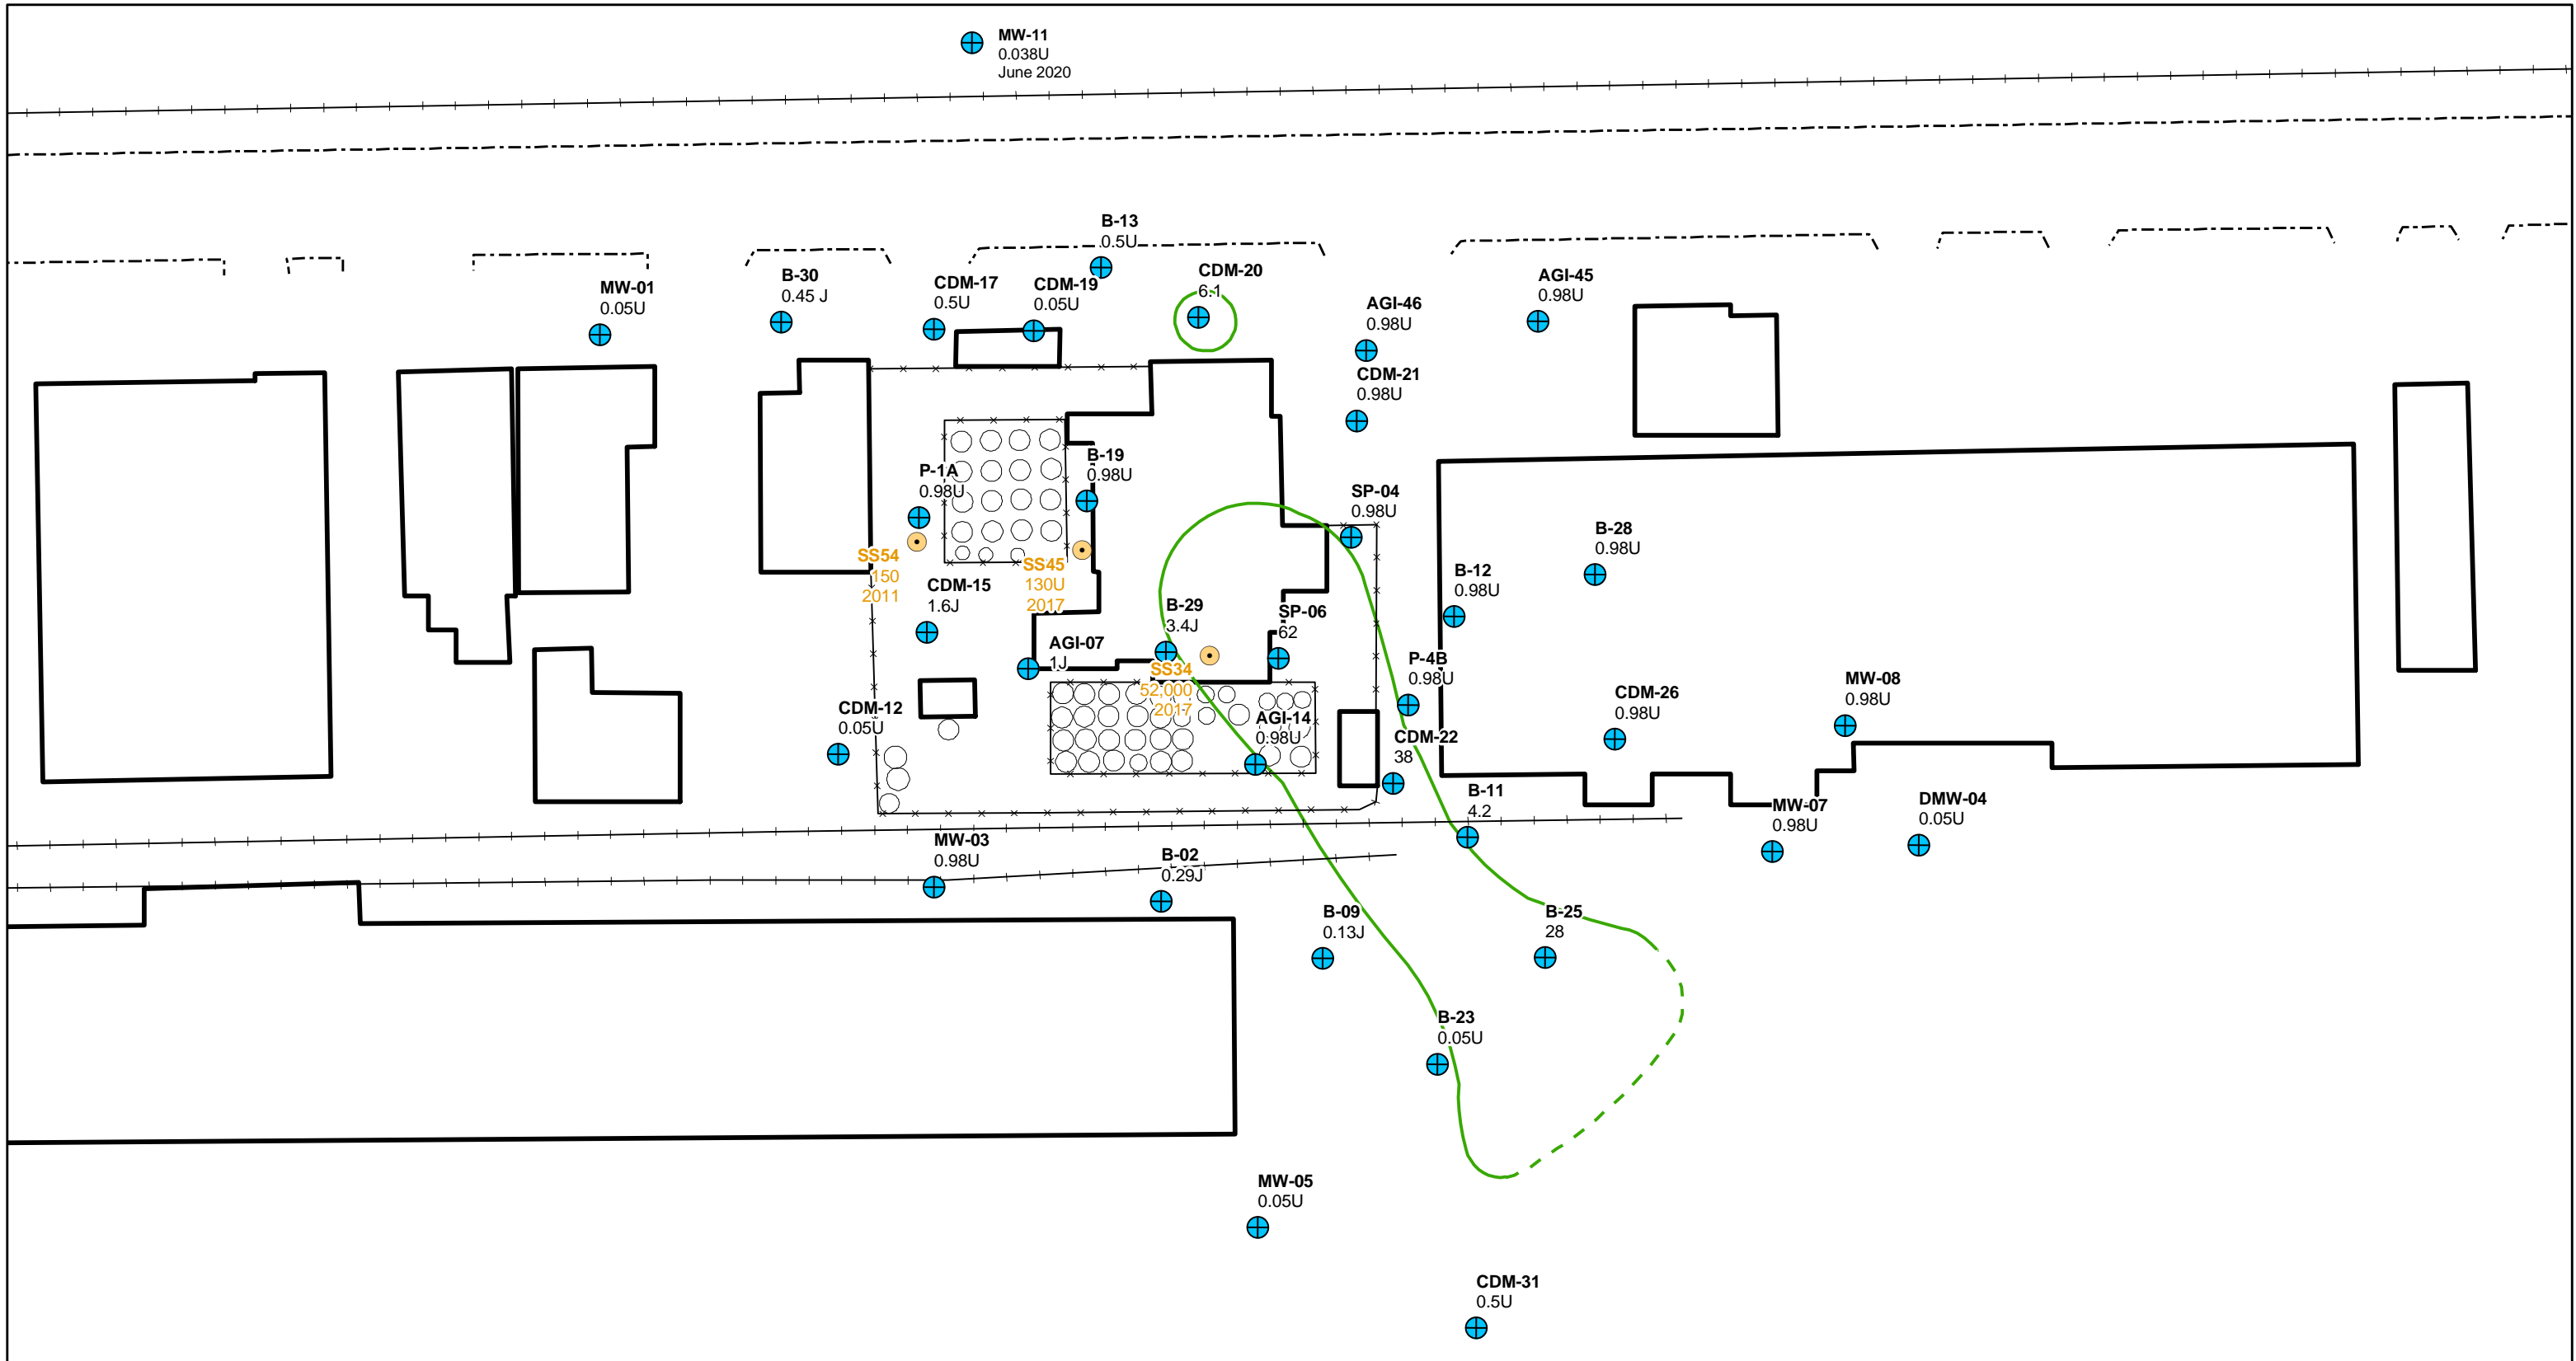 MW-11
0.038U
June 2020
B-13
0.5U
CDM-20
6.1
B-30
0.45 J
CDM-17
0.5U
CDM-19
0.05U
AGI-45
0.98U
MW-01
0.05U
AGI-46
0.98U
CDM-21
0.98U
B-19
0.98U
P-1A
0.98U
SP-04
0.98U
B-28
0.98U
SS54
150
2011
SS45
130U
2017
B-12
0.98U
CDM-15
1.6J
B-29
3.4J
SP-06
62
AGI-07
1J
SS34
52,000
2017
P-4B
0.98U
MW-08
0.98U
CDM-26
0.98U
CDM-12
0.05U
AGI-14
0.98U
CDM-22
38
B-11
4.2
MW-07
0.98U
DMW-04
0.05U
MW-03
0.98U
B-02
0.29J
B-09
0.13J
B-25
28
B-23
0.05U
MW-05
0.05U
CDM-31
0.5U